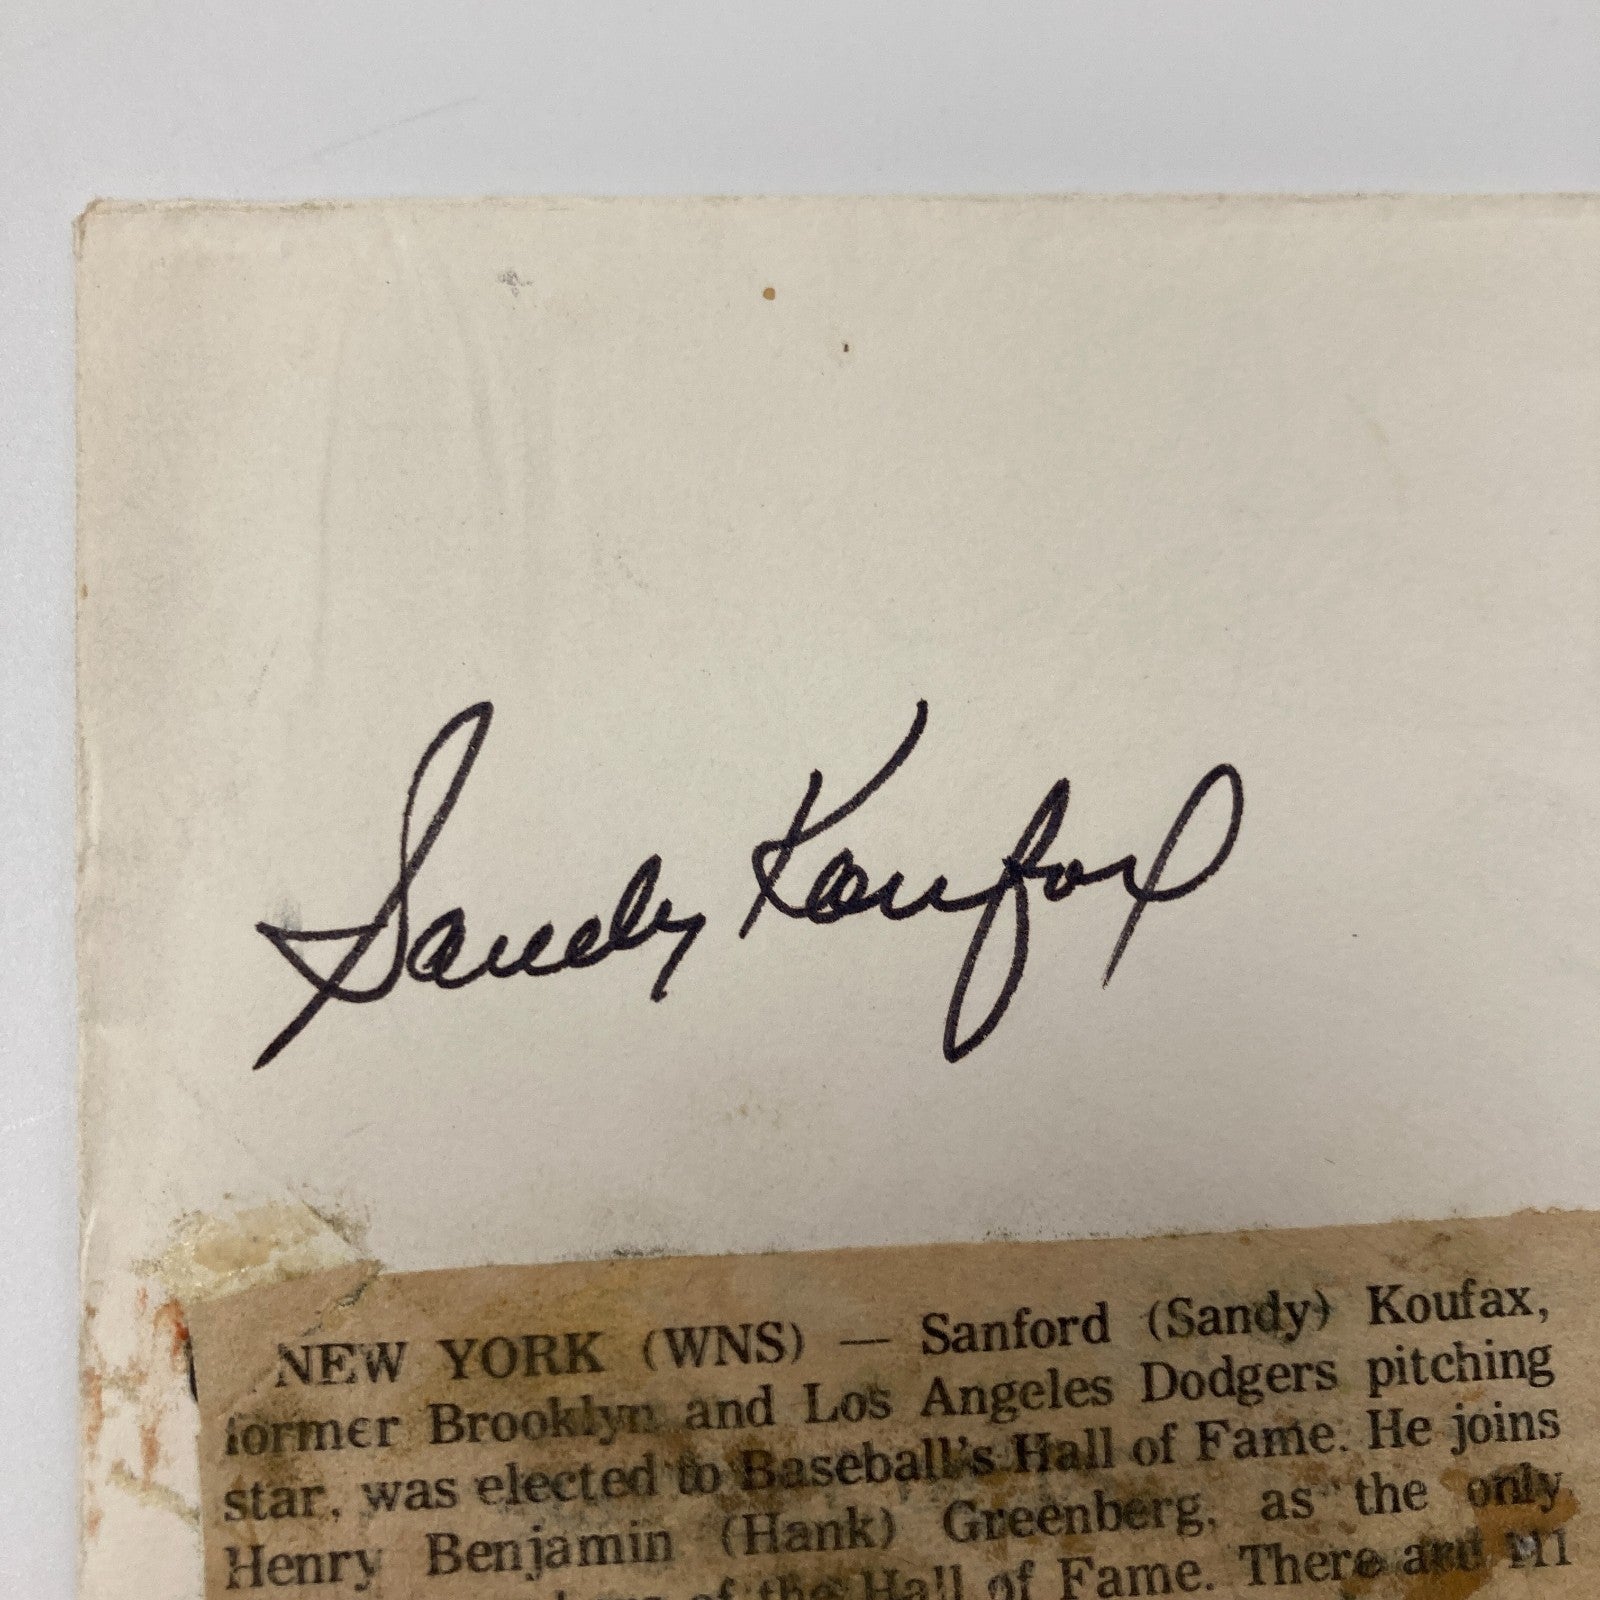 Sandy Koufax
NEW YORK (WNS) — Sanford (Sandy) Koufax,
former Brooklyn and Los Angeles Dodgers pitching
star, was elected to Baseball's Hall of Fame. He joins
Henry Benjamin (Hank) Greenberg, as the only
of the Hall of Fame. There are 111